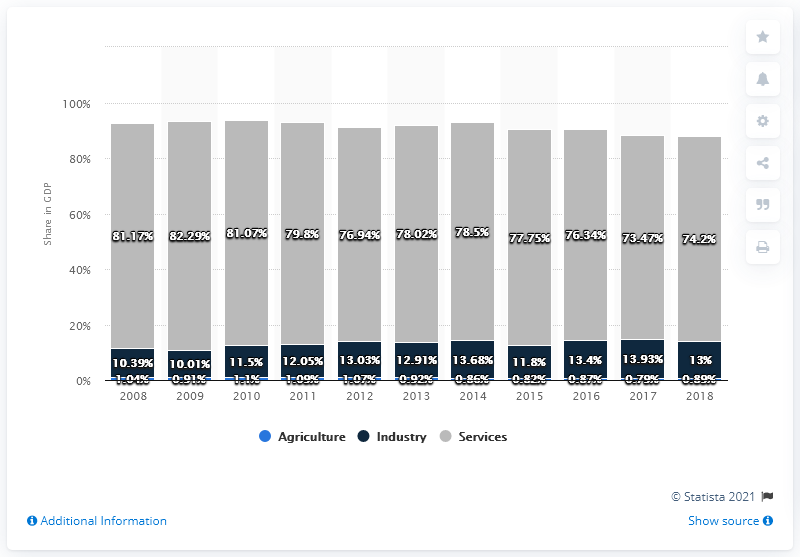 100%
80%
60%
40%
20%
0%
Share in GDP
81.17% 82.29% 81.07% 79.8% 76.94% 78.02% 78.5% 77.75% 76.34% 73.47% 74.2%
10.39% 10.01% 11.5% 12.05% 13.03% 12.91% 13.68% 11.8% 13.4% 13.93% 13%
1.04% 0.91% 1.1% 1.09% 1.07% 0.92% 0.86% 0.82% 0.87% 0.79% 0.89%
2008 2009 2010 2011 2012 2013 2014 2015 2016 2017 2018
Agriculture Industry Services
© Statista 2021
Additional Information
Show source